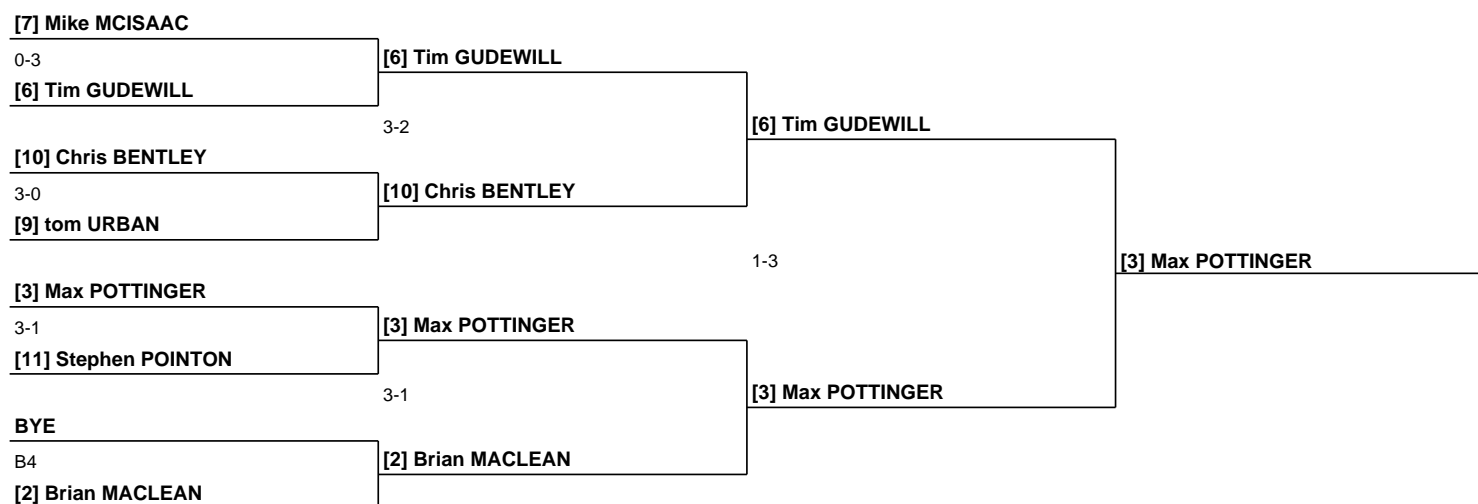 [7] Mike MCISAAC
0-3
[6] Tim GUDEWILL
[6] Tim GUDEWILL
3-2
[6] Tim GUDEWILL
[10] Chris BENTLEY
3-0
[10] Chris BENTLEY
[9] tom URBAN
1-3
[3] Max POTTINGER
[3] Max POTTINGER
3-1
[3] Max POTTINGER
[11] Stephen POINTON
3-1
[3] Max POTTINGER
BYE
B4
[2] Brian MACLEAN
[2] Brian MACLEAN